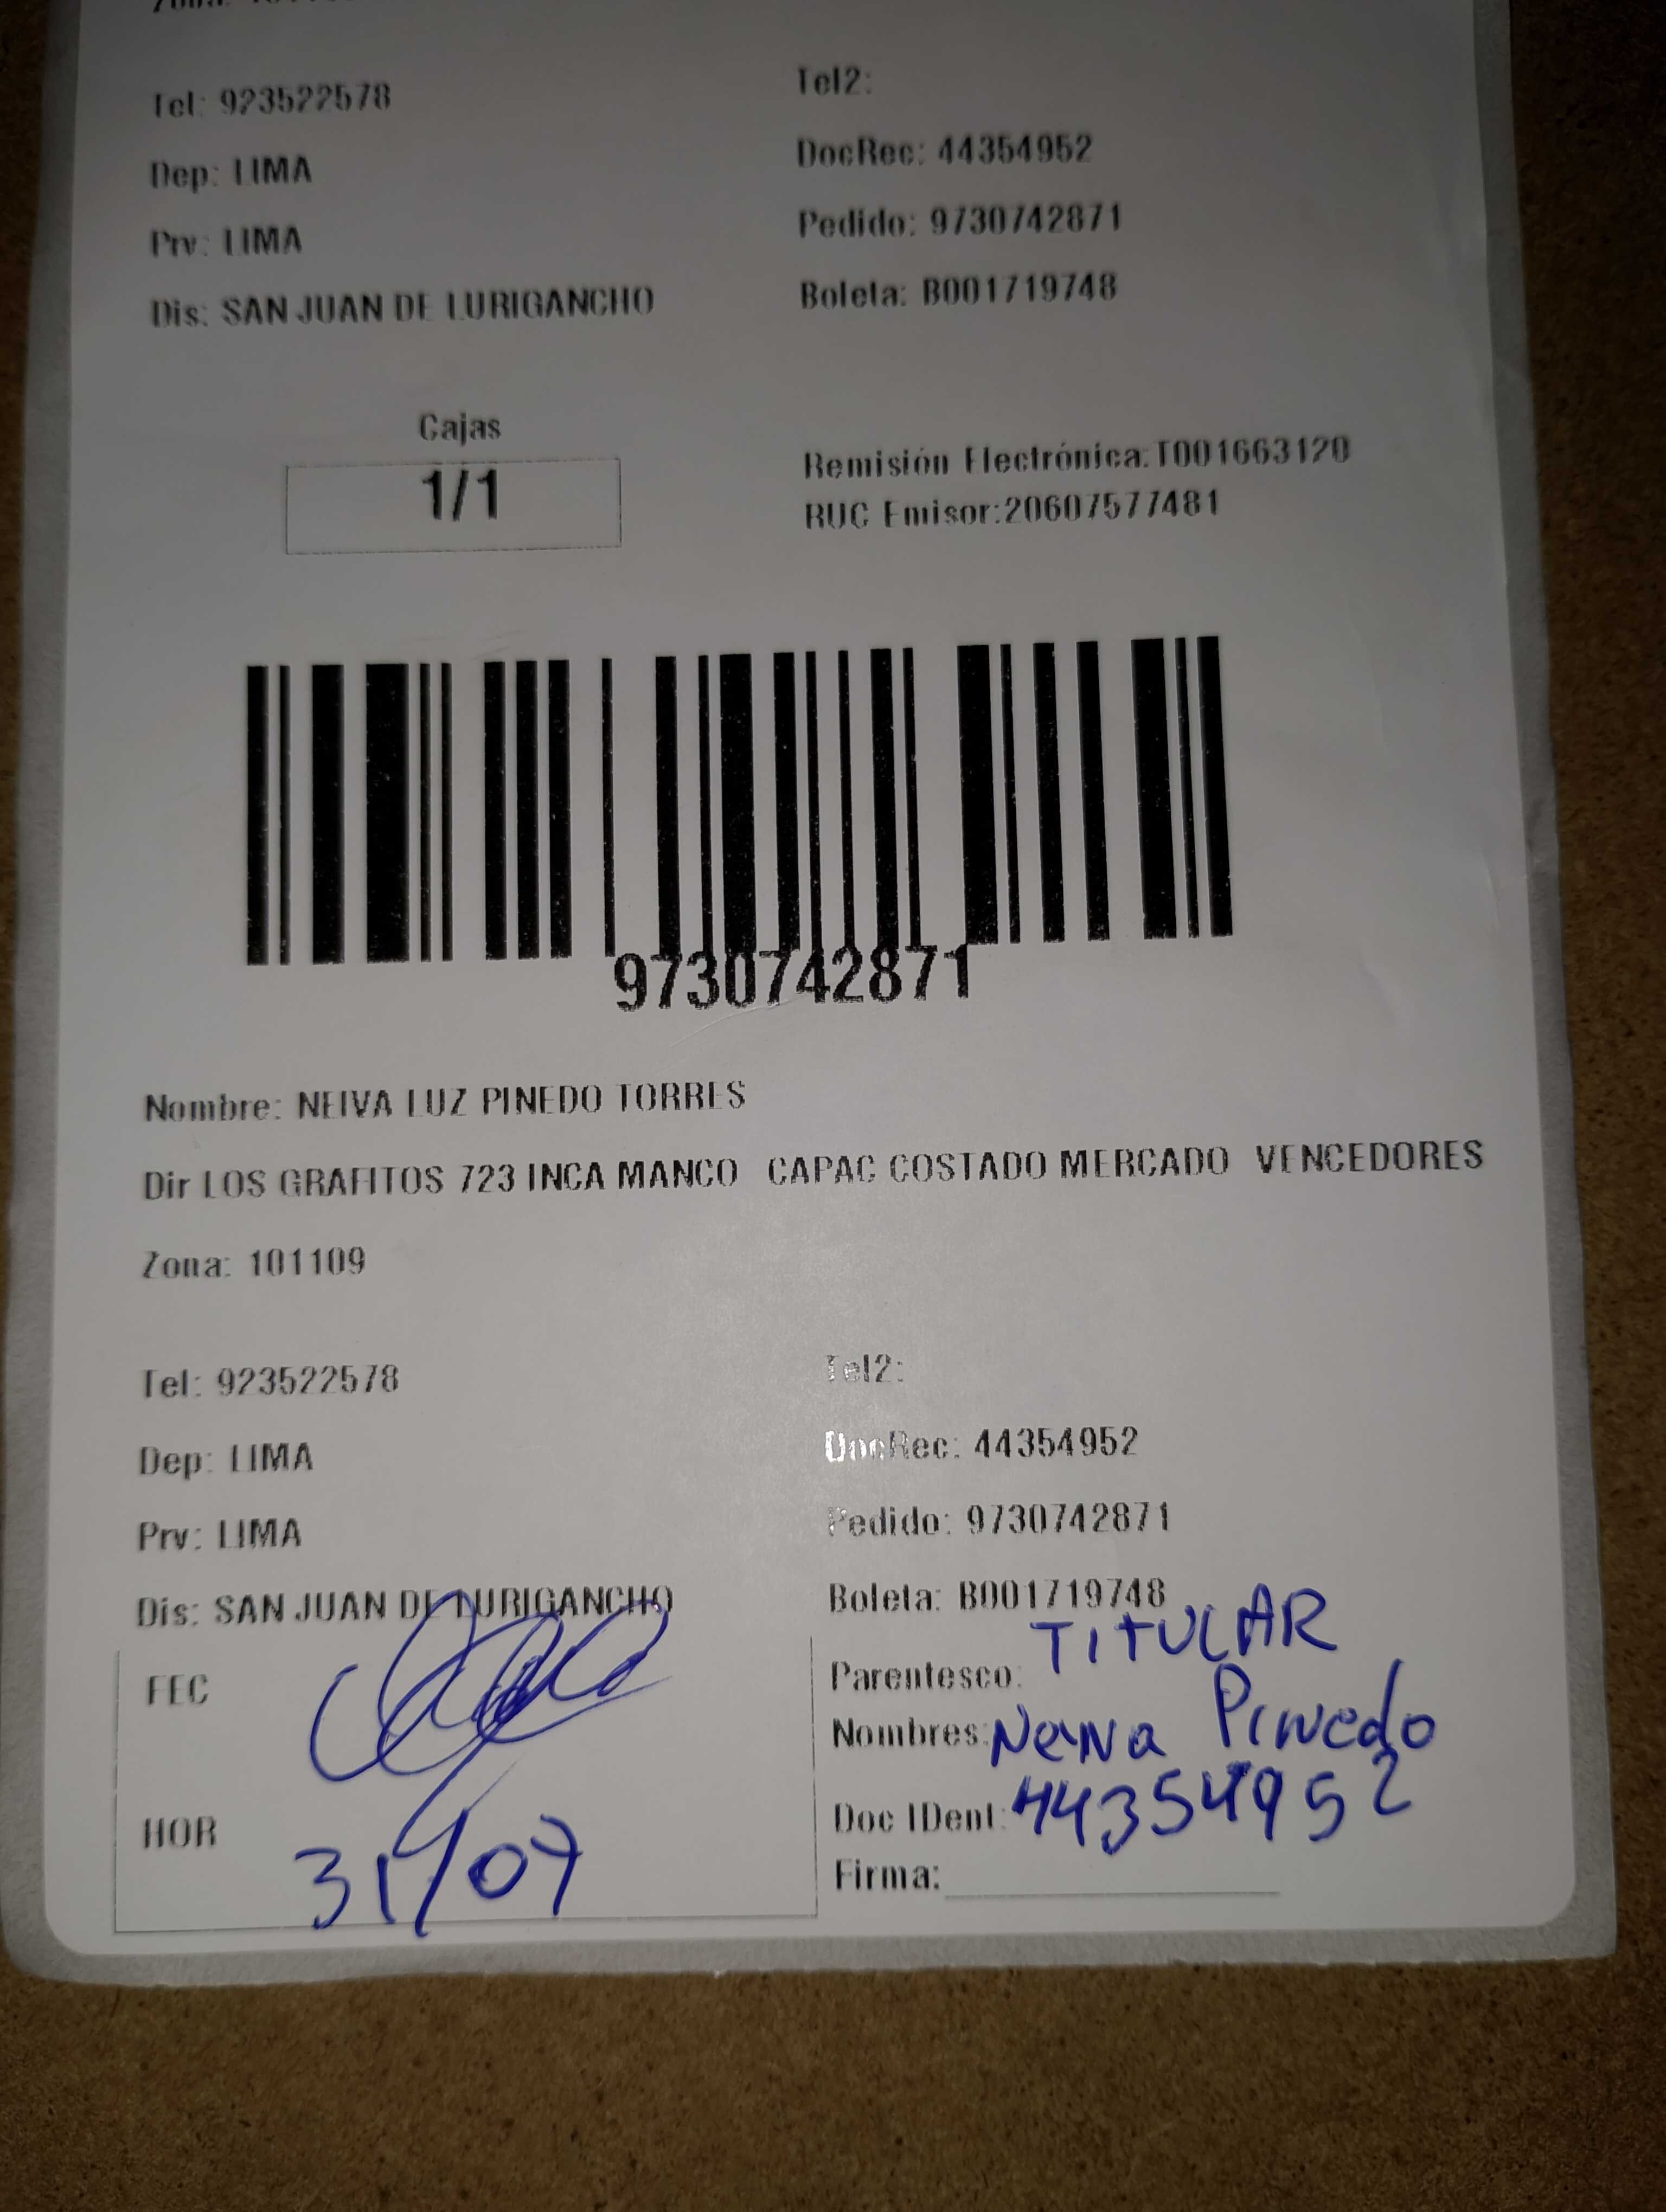 Tel: 923522578
Tel2:
Dep: LIMA
DocRec: 44354952
Prv: LIMA
Pedido: 9730742871
Dis: SAN JUAN DE LURIGANCHO
Boleta: B001719748
Cajas
1/1
Remisión Electrónica:T001663120
RUC Emisor:20607577481
9730742871
Nombre: NEIVA LUZ PINEDO TORRES
Dir LOS GRAFITOS 723 INCA MANCO CAPAC COSTADO MERCADO VENCEDORES
Zona: 101109
Tel: 923522578
Tel2:
Dep: LIMA
DocRec: 44354952
Prv: LIMA
Pedido: 9730742871
Dis: SAN JUAN DE LURIGANCHO
Boleta: B001719748
FEC
Parentesco: TITULAR
Nombres: Neiva Pinedo
HOR
31/07
Doc IDent: 44354952
Firma: